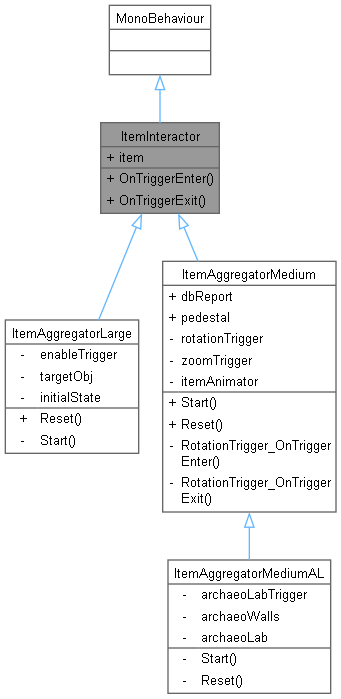 MonoBehaviour
ItemInteractor
+ item
+ OnTriggerEnter()
+ OnTriggerExit()
ItemAggregatorLarge
- enableTrigger
- targetObj
- initialState
+ Reset()
- Start()
ItemAggregatorMedium
+ dbReport
+ pedestal
- rotationTrigger
- zoomTrigger
- itemAnimator
+ Start()
+ Reset()
- RotationTrigger_OnTrigger
Enter()
- RotationTrigger_OnTrigger
Exit()
ItemAggregatorMediumAL
- archaeoLabTrigger
- archaeoWalls
- archaeoLab
- Start()
- Reset()